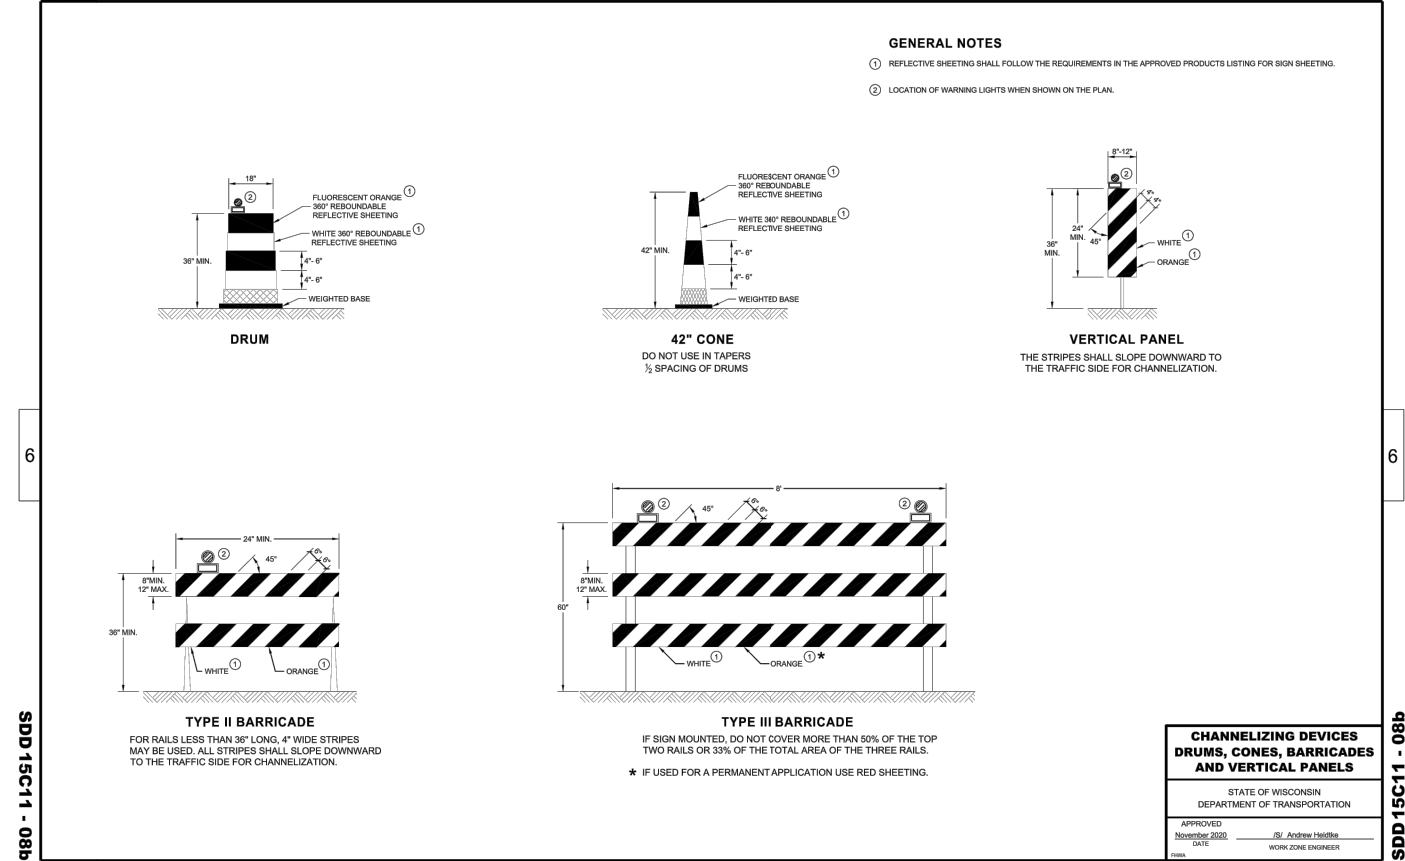 GENERAL NOTES
1 REFLECTIVE SHEETING SHALL FOLLOW THE REQUIREMENTS IN THE APPROVED PRODUCTS LISTING FOR SIGN SHEETING.
2 LOCATION OF WARNING LIGHTS WHEN SHOWN ON THE PLAN.
18"
2
FLUORESCENT ORANGE 1
360° REBOUNDABLE
REFLECTIVE SHEETING
WHITE 360° REBOUNDABLE 1
REFLECTIVE SHEETING
36" MIN.
4"- 6"
4"- 6"
WEIGHTED BASE
DRUM
FLUORESCENT ORANGE 1
360° REBOUNDABLE
REFLECTIVE SHEETING
WHITE 360° REBOUNDABLE 1
REFLECTIVE SHEETING
42" MIN.
4"- 6"
4"- 6"
WEIGHTED BASE
42" CONE
DO NOT USE IN TAPERS
½ SPACING OF DRUMS
8"-12"
2
4"
4"
24"
MIN.
45°
36"
MIN.
WHITE 1
ORANGE 1
VERTICAL PANEL
THE STRIPES SHALL SLOPE DOWNWARD TO
THE TRAFFIC SIDE FOR CHANNELIZATION.
6
6
24" MIN.
2
45°
6"
6"
8"MIN.
12" MAX.
36" MIN.
WHITE 1
ORANGE 1
TYPE II BARRICADE
FOR RAILS LESS THAN 36" LONG, 4" WIDE STRIPES
MAY BE USED. ALL STRIPES SHALL SLOPE DOWNWARD
TO THE TRAFFIC SIDE FOR CHANNELIZATION.
8'
2
45°
6"
6"
2
8"MIN.
12" MAX.
60"
WHITE 1
ORANGE 1 *
TYPE III BARRICADE
IF SIGN MOUNTED, DO NOT COVER MORE THAN 50% OF THE TOP
TWO RAILS OR 33% OF THE TOTAL AREA OF THE THREE RAILS.
* IF USED FOR A PERMANENT APPLICATION USE RED SHEETING.
SDD 15C11 - 08b
SDD 15C11 - 08b
CHANNELIZING DEVICES
DRUMS, CONES, BARRICADES
AND VERTICAL PANELS
STATE OF WISCONSIN
DEPARTMENT OF TRANSPORTATION
APPROVED
November 2020 /S/ Andrew Heidtke
DATE WORK ZONE ENGINEER
FHWA